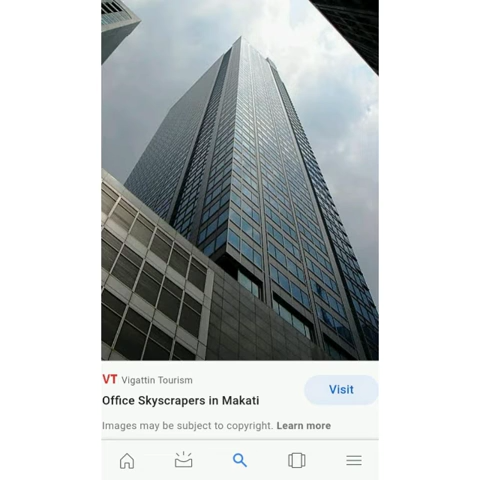 VT Vigattin Tourism
Visit
Office Skyscrapers in Makati
Images may be subject to copyright. Learn more